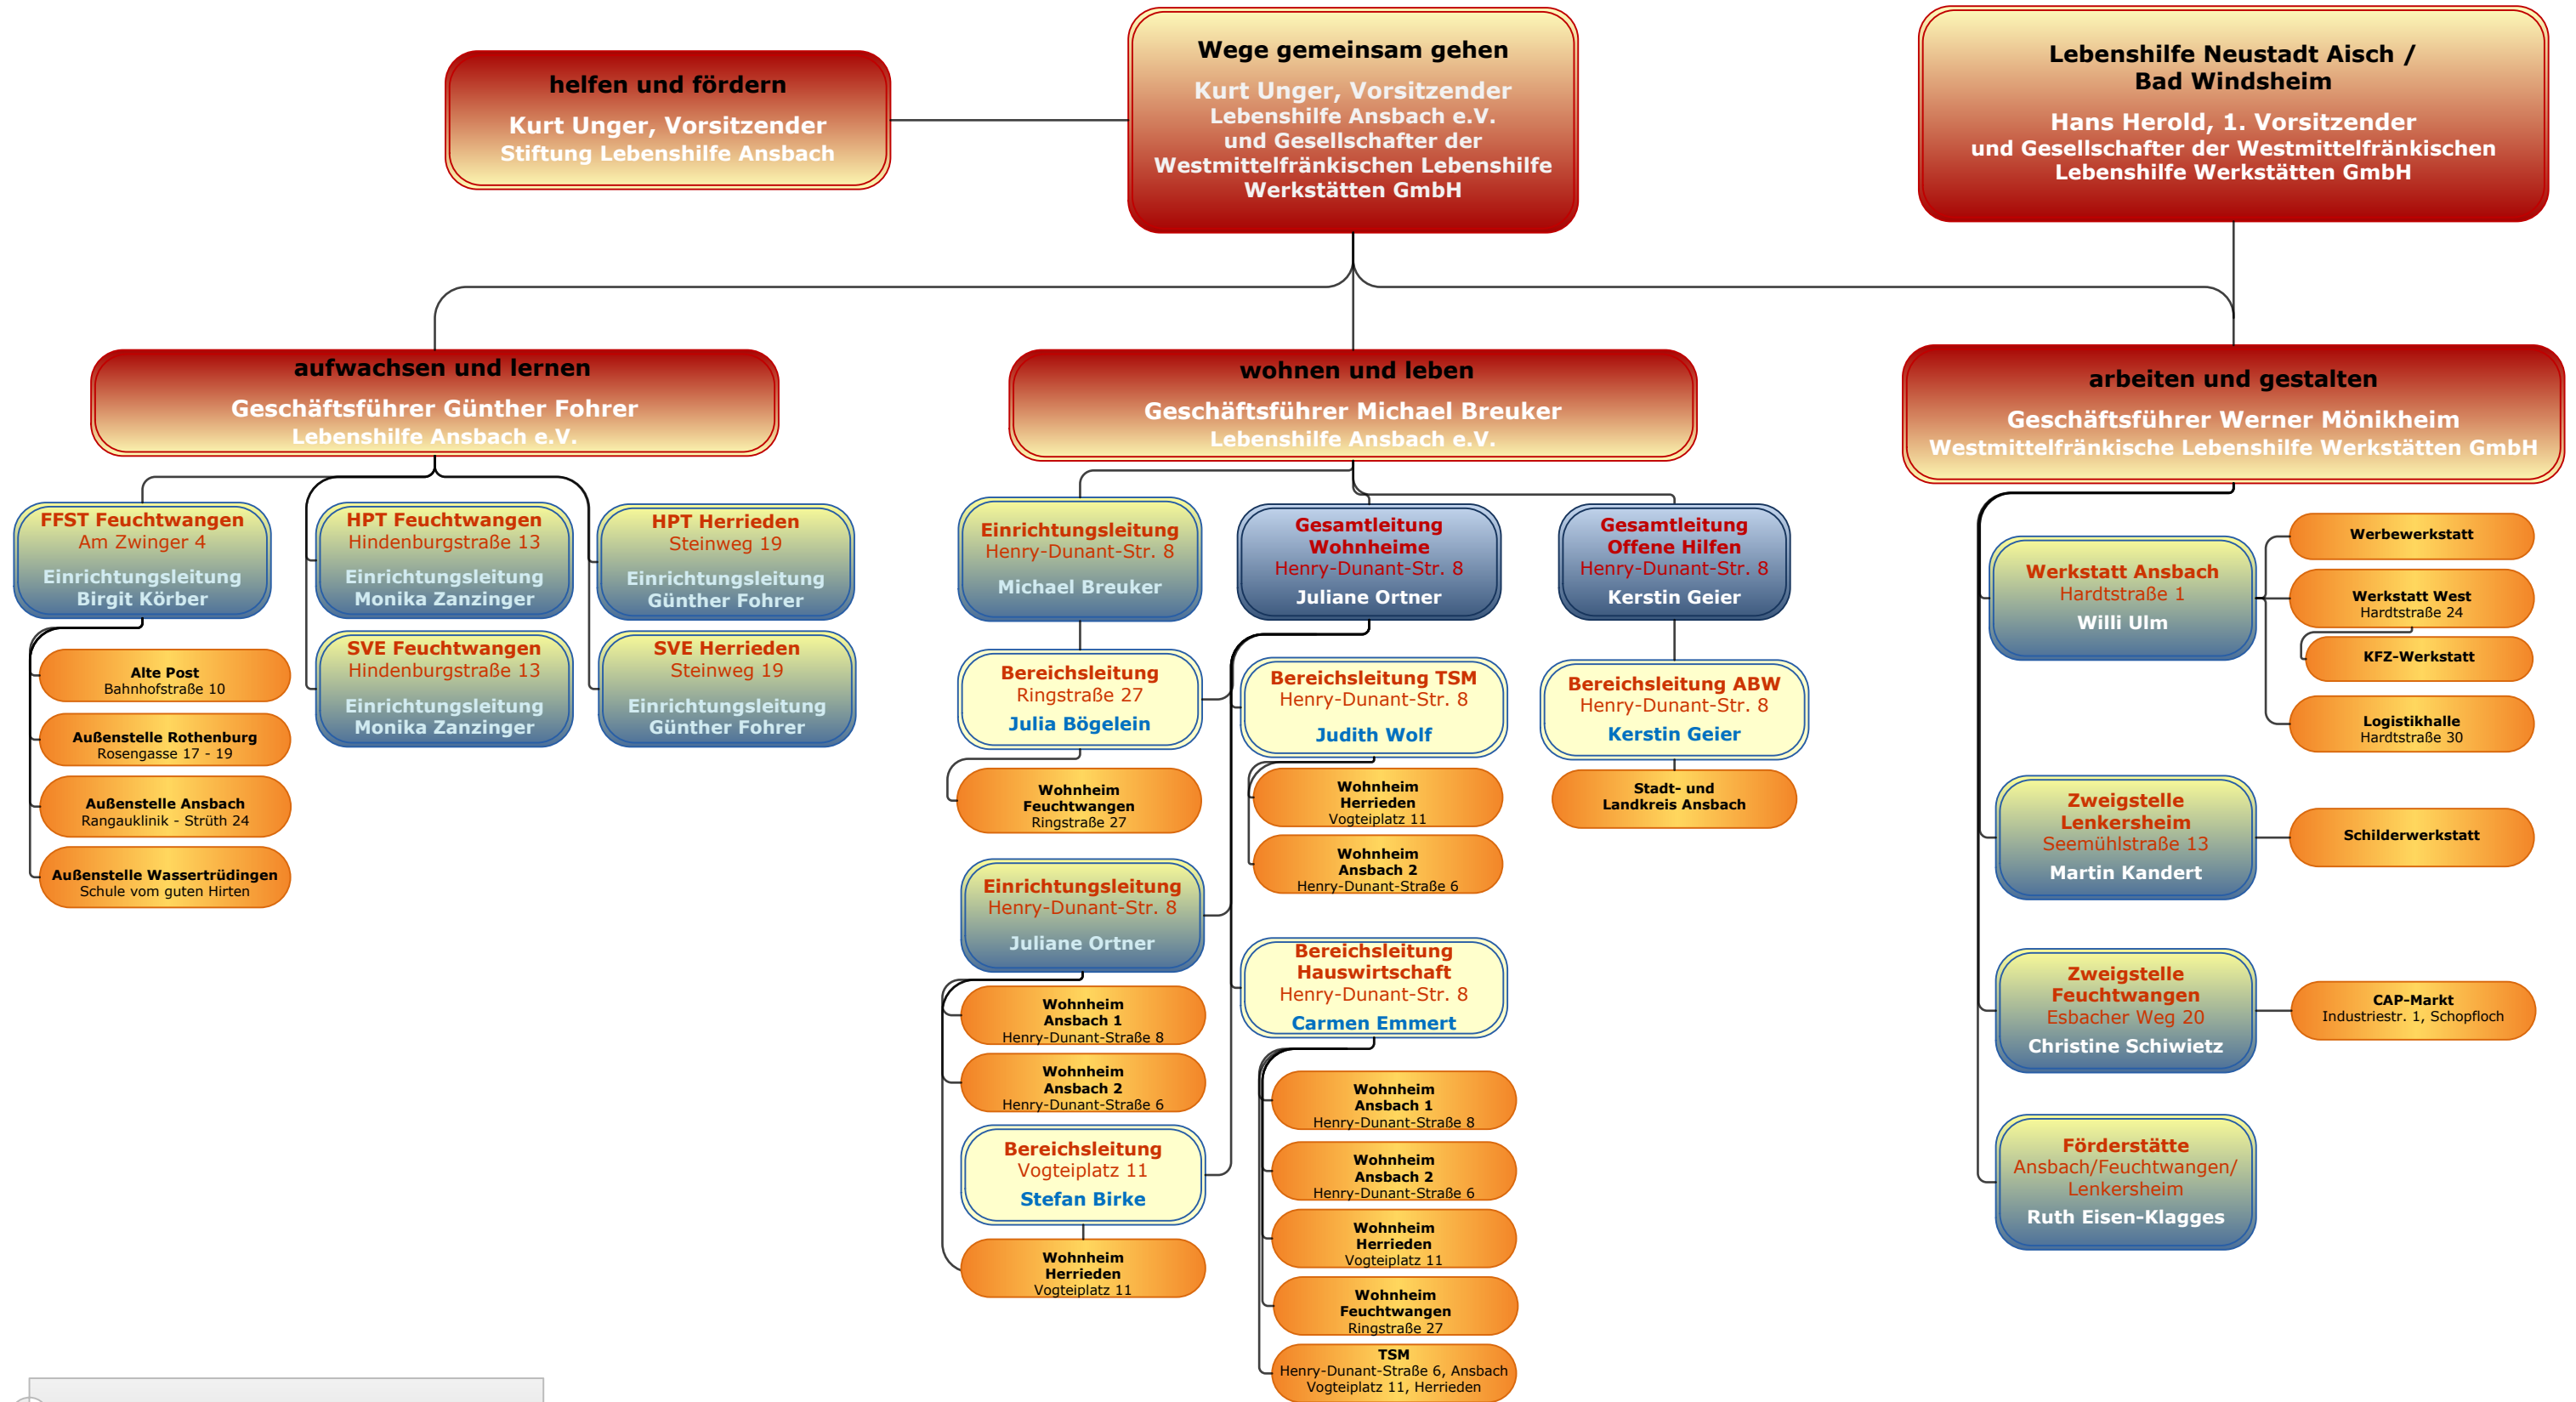 helfen und fördern
Kurt Unger, Vorsitzender
Stiftung Lebenshilfe Ansbach
Wege gemeinsam gehen
Kurt Unger, Vorsitzender
Lebenshilfe Ansbach e.V.
und Gesellschafter der
Westmittelfränkischen Lebenshilfe
Werkstätten GmbH
Lebenshilfe Neustadt Aisch /
Bad Windsheim
Hans Herold, 1. Vorsitzender
und Gesellschafter der Westmittelfränkischen
Lebenshilfe Werkstätten GmbH
aufwachsen und lernen
Geschäftsführer Günther Fohrer
Lebenshilfe Ansbach e.V.
wohnen und leben
Geschäftsführer Michael Breuker
Lebenshilfe Ansbach e.V.
arbeiten und gestalten
Geschäftsführer Werner Mönikheim
Westmittelfränkische Lebenshilfe Werkstätten GmbH
FFST Feuchtwangen
Am Zwinger 4
Einrichtungsleitung
Birgit Körber
HPT Feuchtwangen
Hindenburgstraße 13
Einrichtungsleitung
Monika Zanzinger
HPT Herrieden
Steinweg 19
Einrichtungsleitung
Günther Fohrer
SVE Feuchtwangen
Hindenburgstraße 13
Einrichtungsleitung
Monika Zanzinger
SVE Herrieden
Steinweg 19
Einrichtungsleitung
Günther Fohrer
Alte Post
Bahnhofstraße 10
Außenstelle Rothenburg
Rosengasse 17 - 19
Außenstelle Ansbach
Rangauklinik - Strüth 24
Außenstelle Wassertrüdingen
Schule vom guten Hirten
Einrichtungsleitung
Henry-Dunant-Str. 8
Michael Breuker
Gesamtleitung
Wohnheime
Henry-Dunant-Str. 8
Juliane Ortner
Gesamtleitung
Offene Hilfen
Henry-Dunant-Str. 8
Kerstin Geier
Bereichsleitung
Ringstraße 27
Julia Bögelein
Bereichsleitung TSM
Henry-Dunant-Str. 8
Judith Wolf
Bereichsleitung ABW
Henry-Dunant-Str. 8
Kerstin Geier
Wohnheim
Feuchtwangen
Ringstraße 27
Wohnheim
Herrieden
Vogteiplatz 11
Stadt- und
Landkreis Ansbach
Wohnheim
Ansbach 2
Henry-Dunant-Straße 6
Einrichtungsleitung
Henry-Dunant-Str. 8
Juliane Ortner
Bereichsleitung
Hauswirtschaft
Henry-Dunant-Str. 8
Carmen Emmert
Wohnheim
Ansbach 1
Henry-Dunant-Straße 8
Wohnheim
Ansbach 2
Henry-Dunant-Straße 6
Bereichsleitung
Vogteiplatz 11
Stefan Birke
Wohnheim
Herrieden
Vogteiplatz 11
Wohnheim
Ansbach 1
Henry-Dunant-Straße 8
Wohnheim
Ansbach 2
Henry-Dunant-Straße 6
Wohnheim
Herrieden
Vogteiplatz 11
Wohnheim
Feuchtwangen
Ringstraße 27
TSM
Henry-Dunant-Straße 6, Ansbach
Vogteiplatz 11, Herrieden
Werkstatt Ansbach
Hardtstraße 1
Willi Ulm
Werbewerkstatt
Werkstatt West
Hardtstraße 24
KFZ-Werkstatt
Logistikhalle
Hardtstraße 30
Zweigstelle
Lenkersheim
Seemühlstraße 13
Martin Kandert
Schilderwerkstatt
Zweigstelle
Feuchtwangen
Esbacher Weg 20
Christine Schiwietz
CAP-Markt
Industriestr. 1, Schopfloch
Förderstätte
Ansbach/Feuchtwangen/
Lenkersheim
Ruth Eisen-Klagges